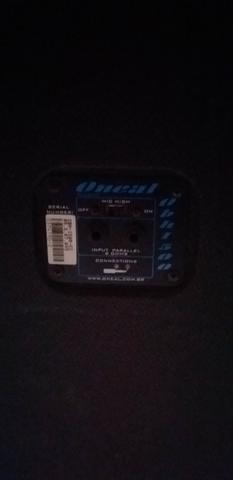 Oneal
MID HIGH
OFF
ON
SERIAL
NUMBER:
INPUT PARALLEL
8 OHMS
CONNECTIONS
WWW.ONEAL.COM.BR